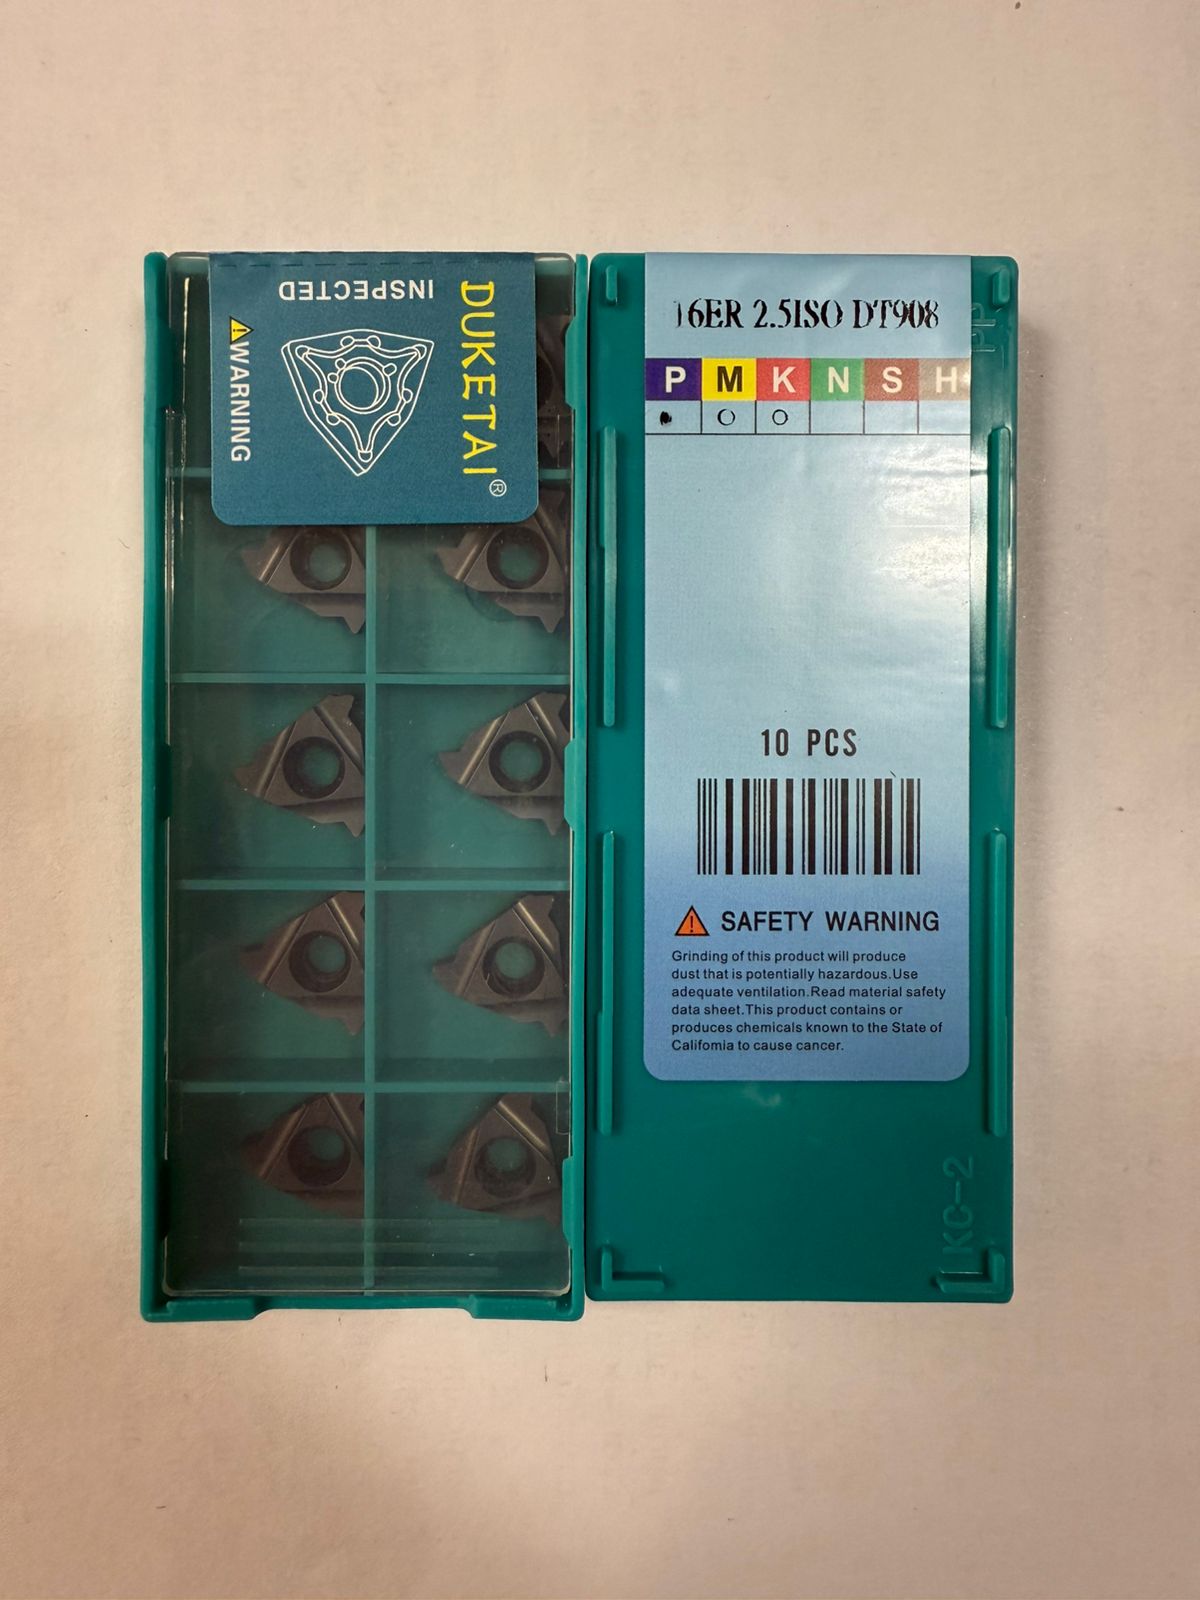 DUKETAI®
INSPECTED
WARNING
16ER 2.5ISO DT908
P M K N S H
10 PCS
SAFETY WARNING
Grinding of this product will produce
dust that is potentially hazardous.Use
adequate ventilation.Read material safety
data sheet.This product contains or
produces chemicals known to the State of
California to cause cancer.
PP
KC-2